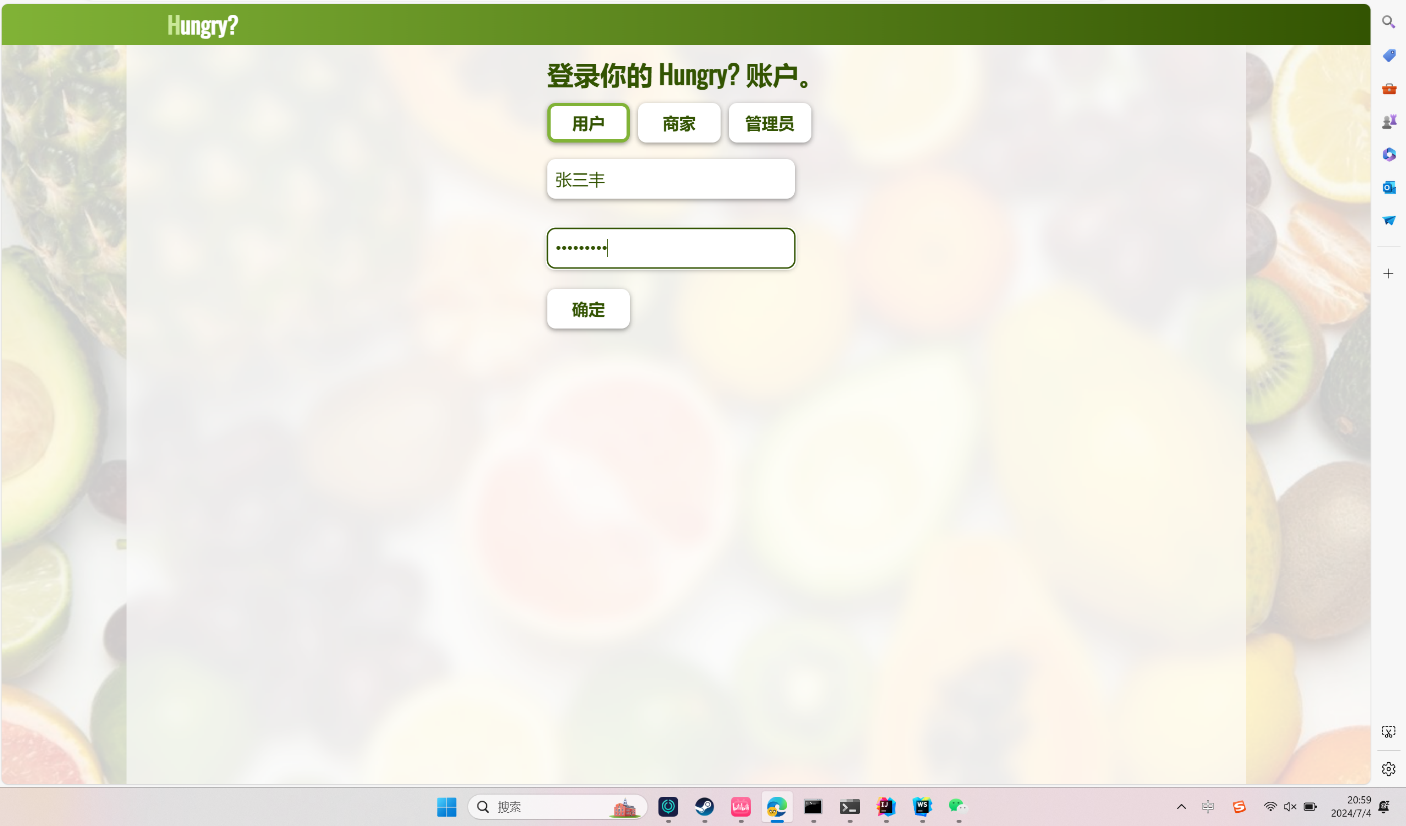 Hungry?
登录你的 Hungry? 账户。
用户 商家 管理员
张三丰
•••••••••
确定
搜索
中
20:59
2024/7/4